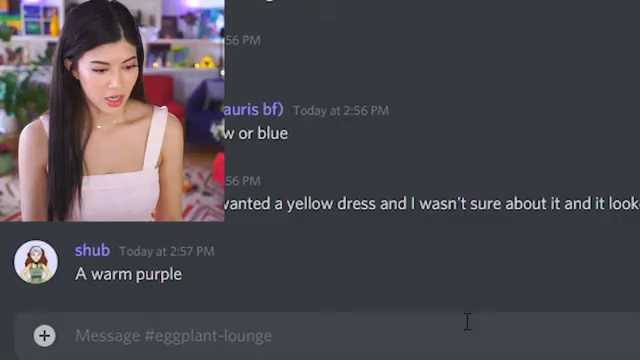 56 PM
auris bf) Today at 2:56 PM
w or blue
56 PM
wanted a yellow dress and I wasn't sure about it and it look
shub Today at 2:57 PM
A warm purple
Message #eggplant-lounge